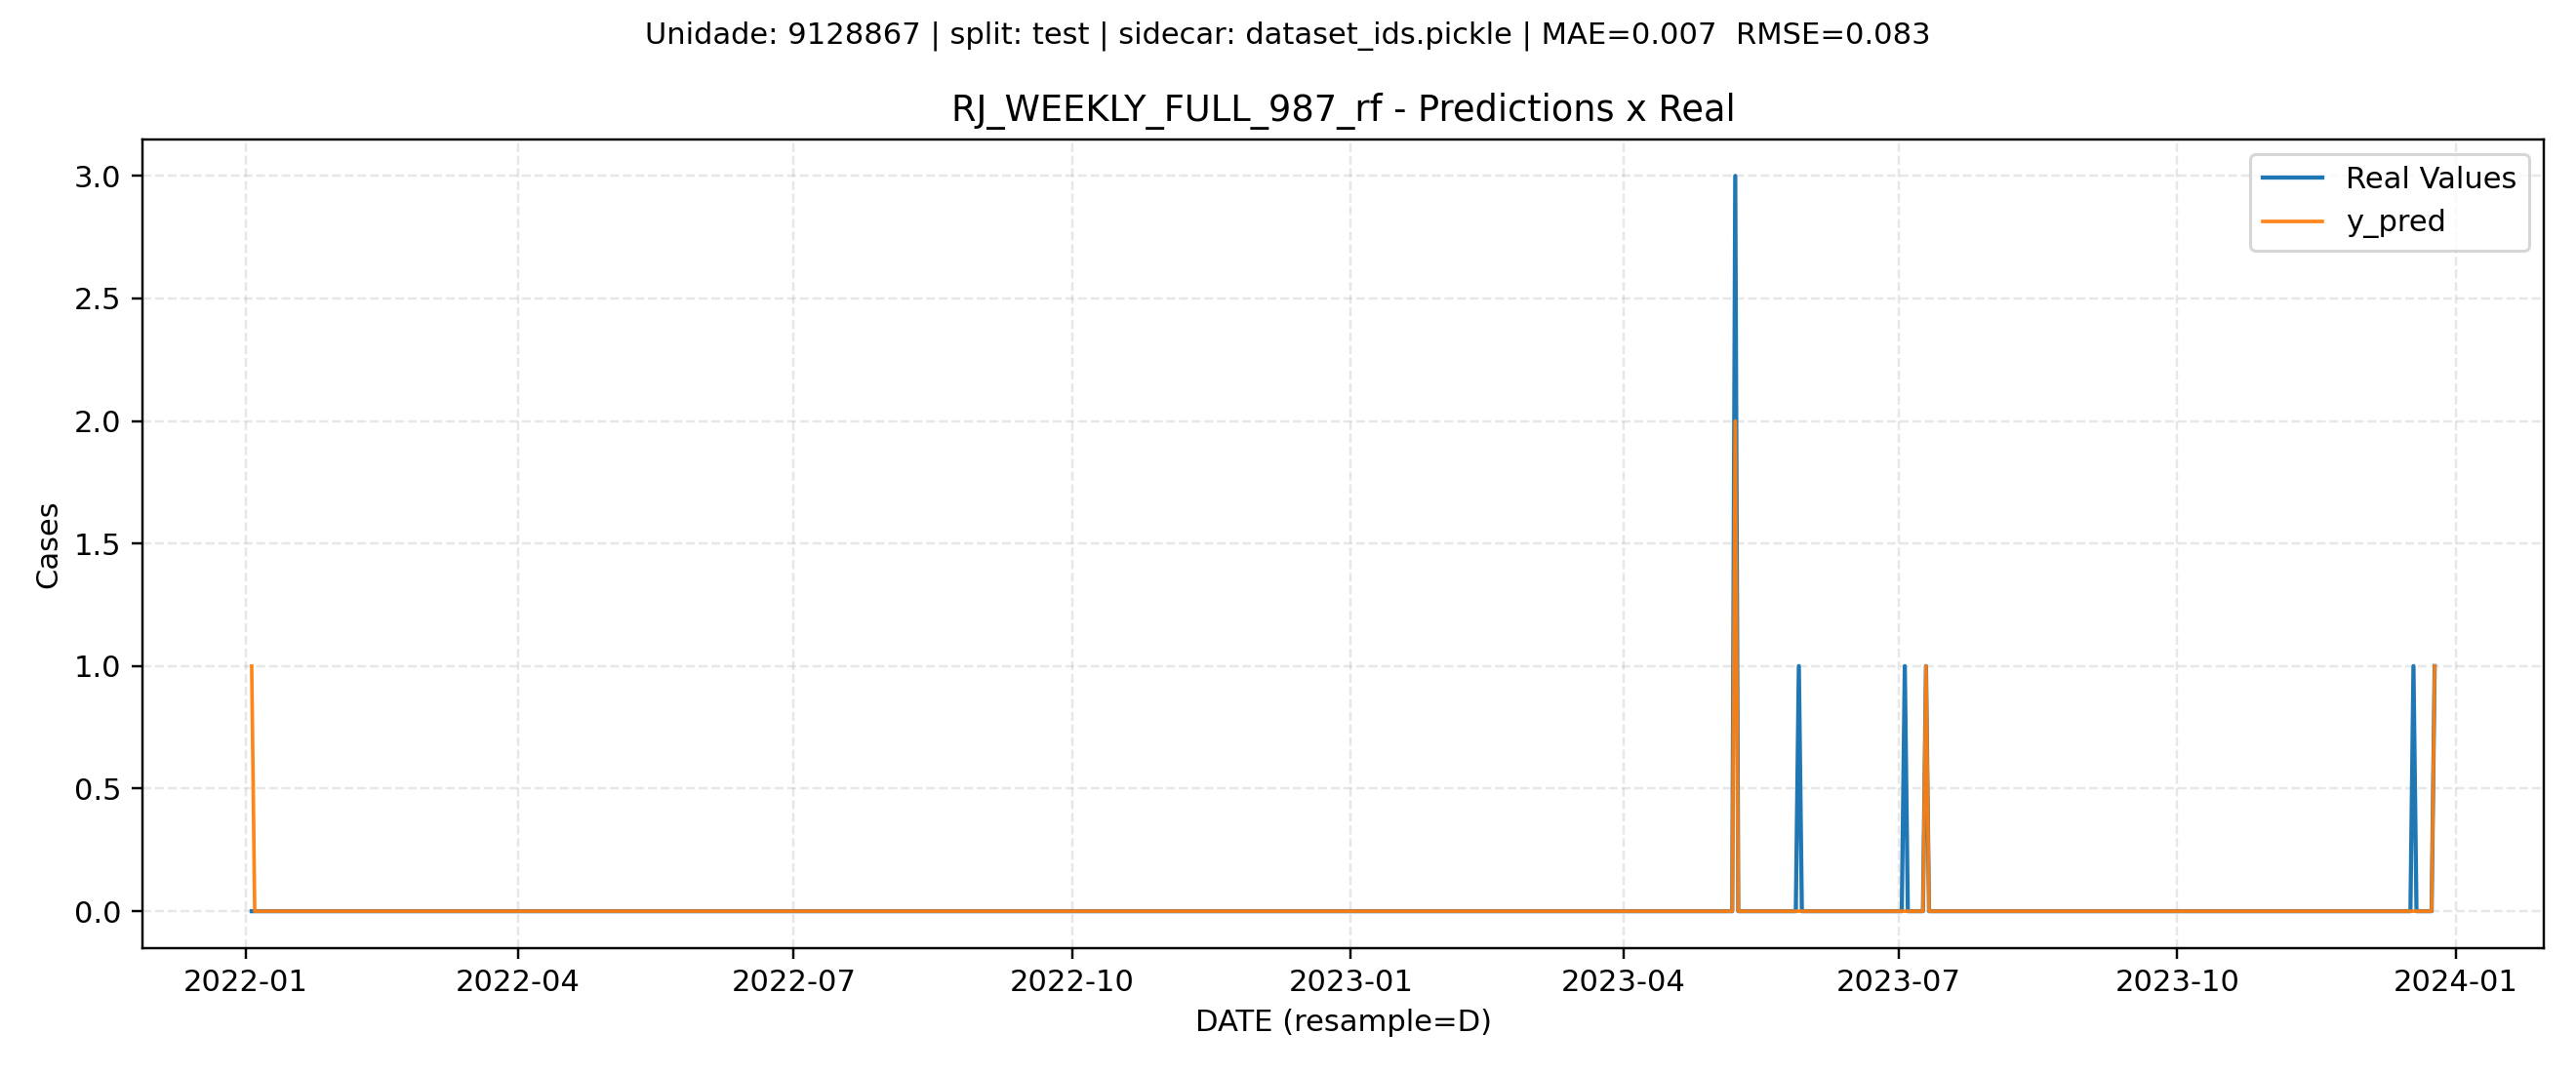 Unidade: 9128867 | split: test | sidecar: dataset_ids.pickle | MAE=0.007  RMSE=0.083
RJ_WEEKLY_FULL_987_rf - Predictions x Real
Real Values
y_pred
Cases
3.0
2.5
2.0
1.5
1.0
0.5
0.0
2022-01
2022-04
2022-07
2022-10
2023-01
2023-04
2023-07
2023-10
2024-01
DATE (resample=D)